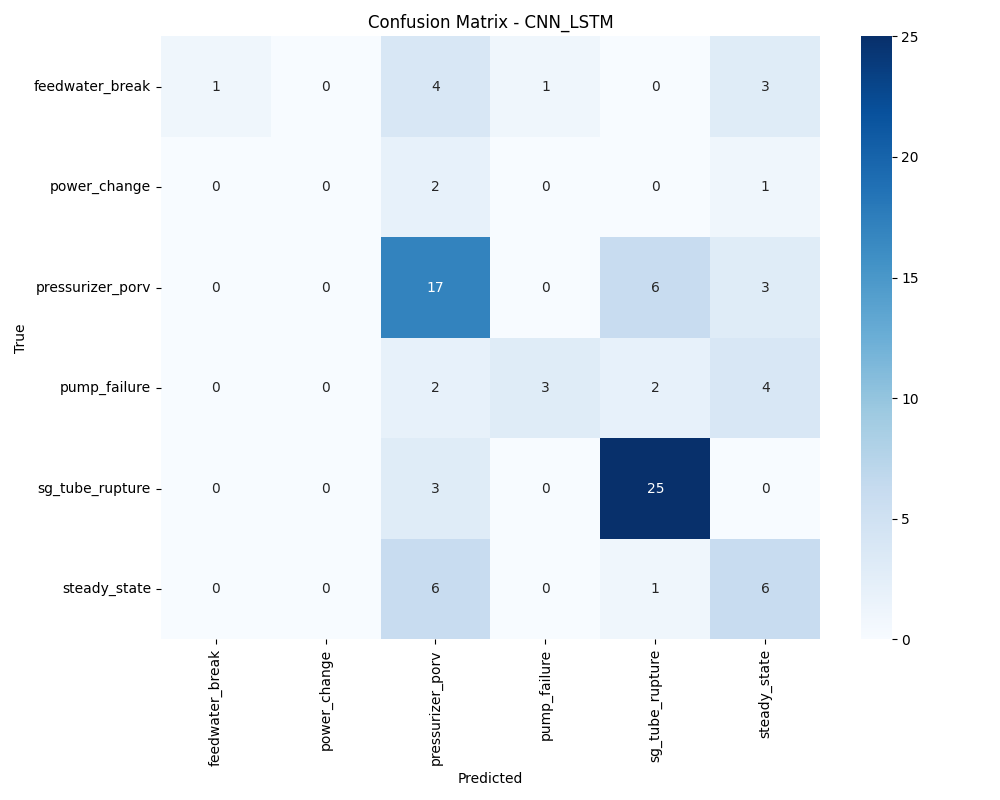 Confusion Matrix - CNN_LSTM
feedwater_break 1 0 4 1 0 3
power_change 0 0 2 0 0 1
pressurizer_porv 0 0 17 0 6 3
pump_failure 0 0 2 3 2 4
sg_tube_rupture 0 0 3 0 25 0
steady_state 0 0 6 0 1 6
True
feedwater_break
power_change
pressurizer_porv
pump_failure
sg_tube_rupture
steady_state
Predicted
25
20
15
10
5
0